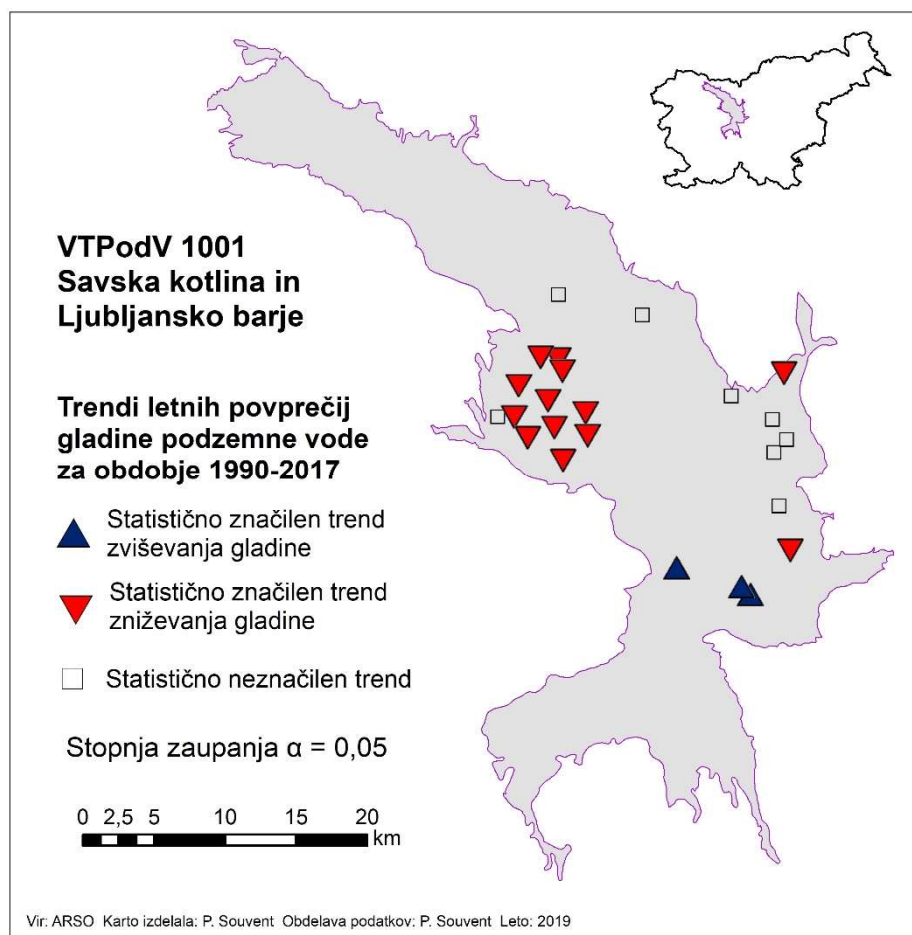 VTPodV 1001
Savska kotlina in
Ljubljansko barje
Trendi letnih povprečij
gladine podzemne vode
za obdobje 1990-2017
Statistično značilen trend
zviševanja gladine
Statistično značilen trend
zniževanja gladine
Statistično neznačilen trend
Stopnja zaupanja α = 0,05
0 2,5 5 10 15 20
km
Vir: ARSO Karto izdelala: P. Souvent Obdelava podatkov: P. Souvent Leto: 2019